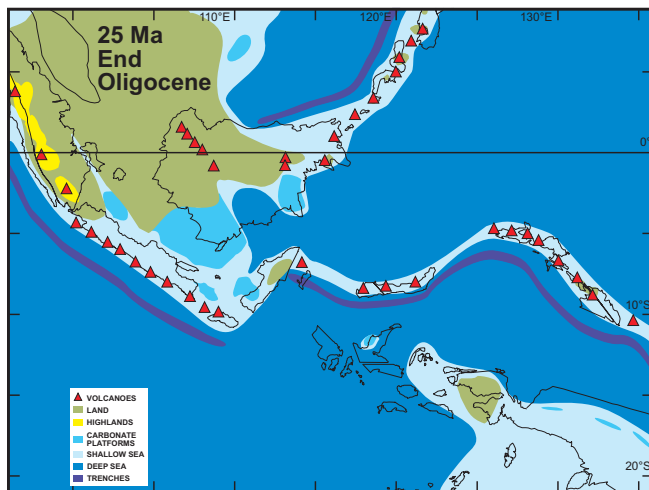 110°E
120°E
130°E
25 Ma
End
Oligocene
0°
10°S
20°S
VOLCANOES
LAND
HIGHLANDS
CARBONATE
PLATFORMS
SHALLOW SEA
DEEP SEA
TRENCHES